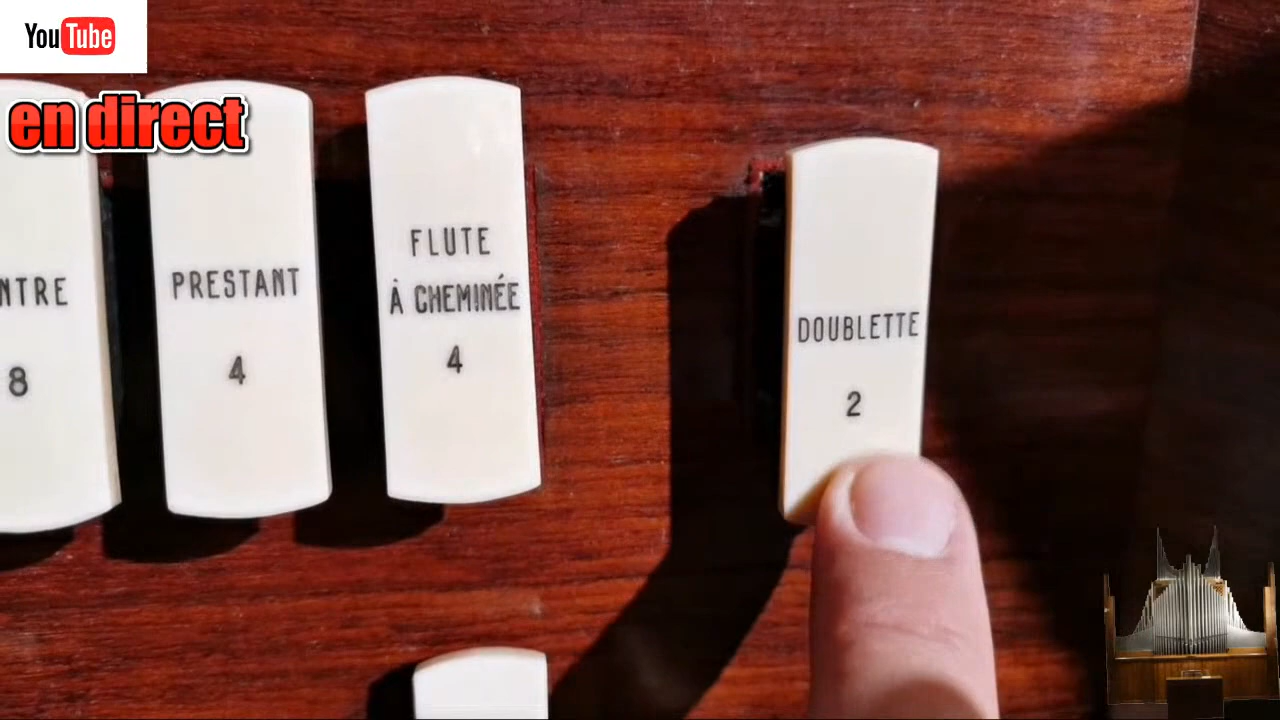 YouTube
en direct
NTRE
8
PRESTANT
4
FLUTE
À CHEMINÉE
4
DOUBLETTE
2